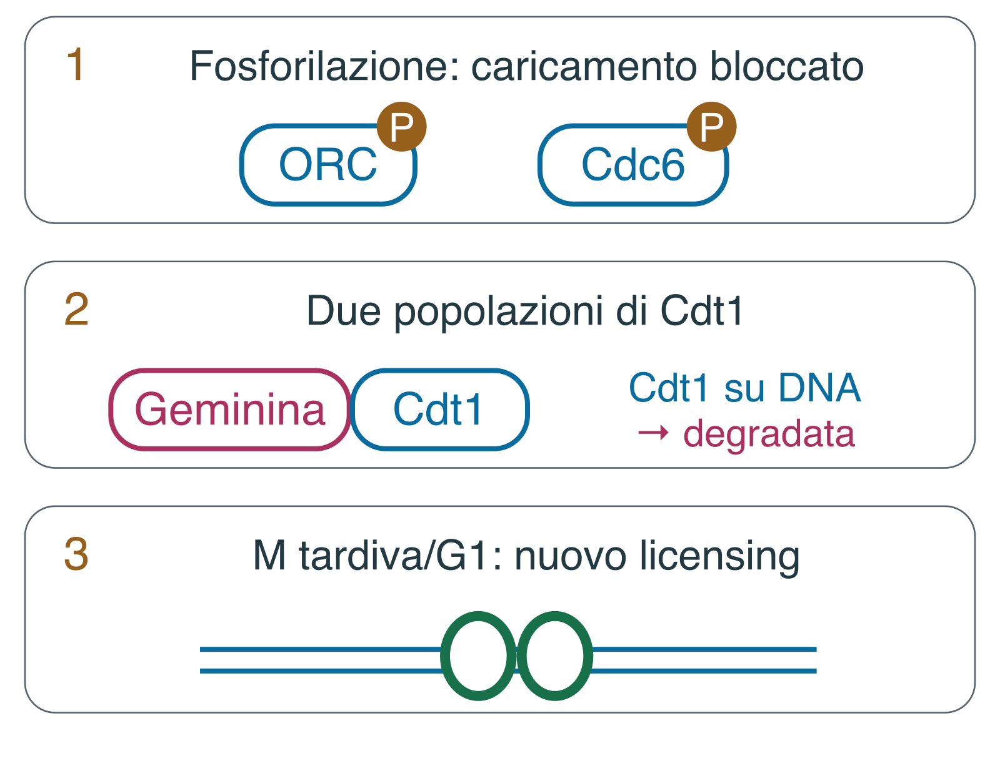 1
Fosforilazione: caricamento bloccato
P
P
ORC
Cdc6
2
Due popolazioni di Cdt1
Geminina
Cdt1
Cdt1 su DNA
→ degradata
3
M tardiva/G1: nuovo licensing